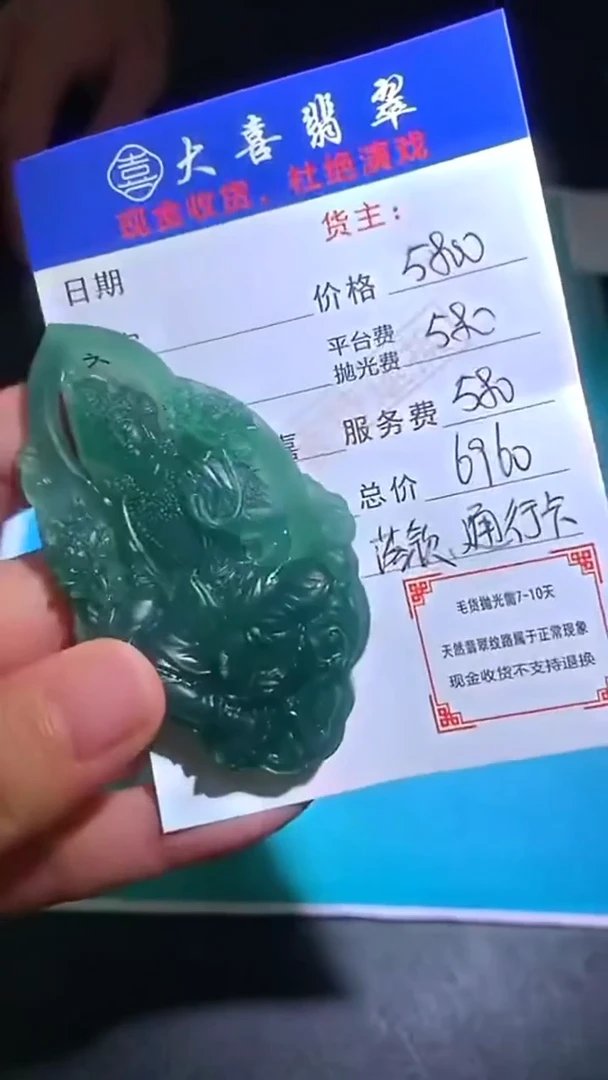 喜 大喜翡翠
现金收货，杜绝演戏
货主：
日期
价格 5800
平台费 580
抛光费
喜 服务费 580
总价 6960
落款、通行卡
毛货抛光需7-10天
天然翡翠纹路属于正常现象
现金收货不支持退换